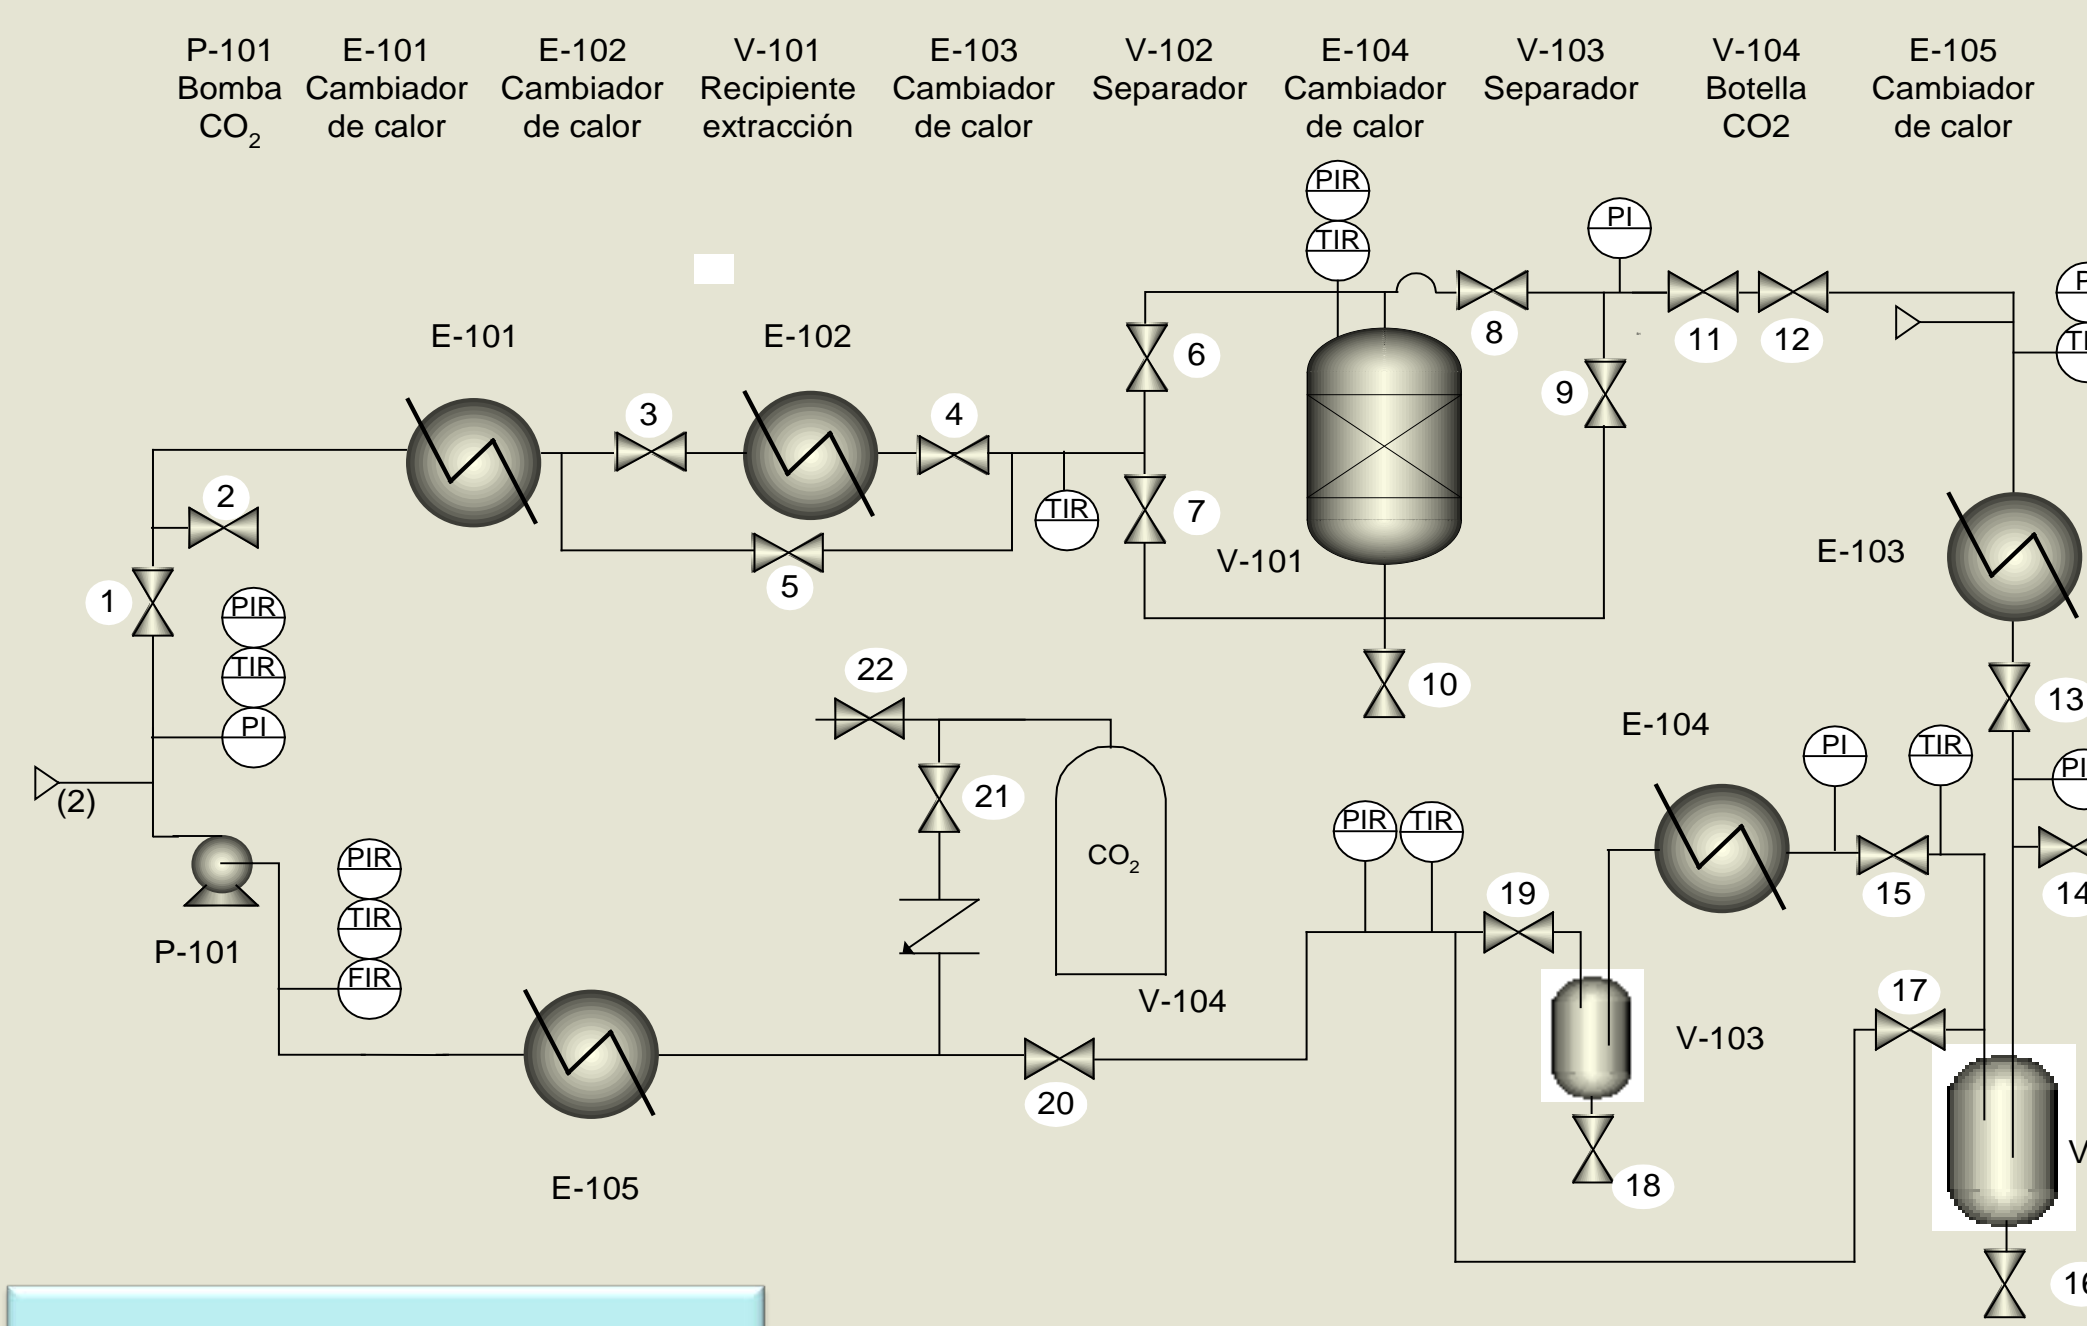 P-101 E-101 E-102 V-101 E-103 V-102 E-104 V-103 V-104 E-105
Bomba Cambiador Cambiador Recipiente Cambiador Separador Cambiador Separador Botella Cambiador
CO2 de calor de calor extracción de calor de calor CO2 de calor
PIR
TIR
PI
E-101
E-102
6
8
11
12
9
3
4
2
TIR
7
5
V-101
E-103
1
PIR
TIR
PI
22
10
13
E-104
PI
TIR
21
(2)
PIR
TIR
CO2
PIR
TIR
FIR
P-101
19
15
14
V-104
17
V-103
20
18
E-105